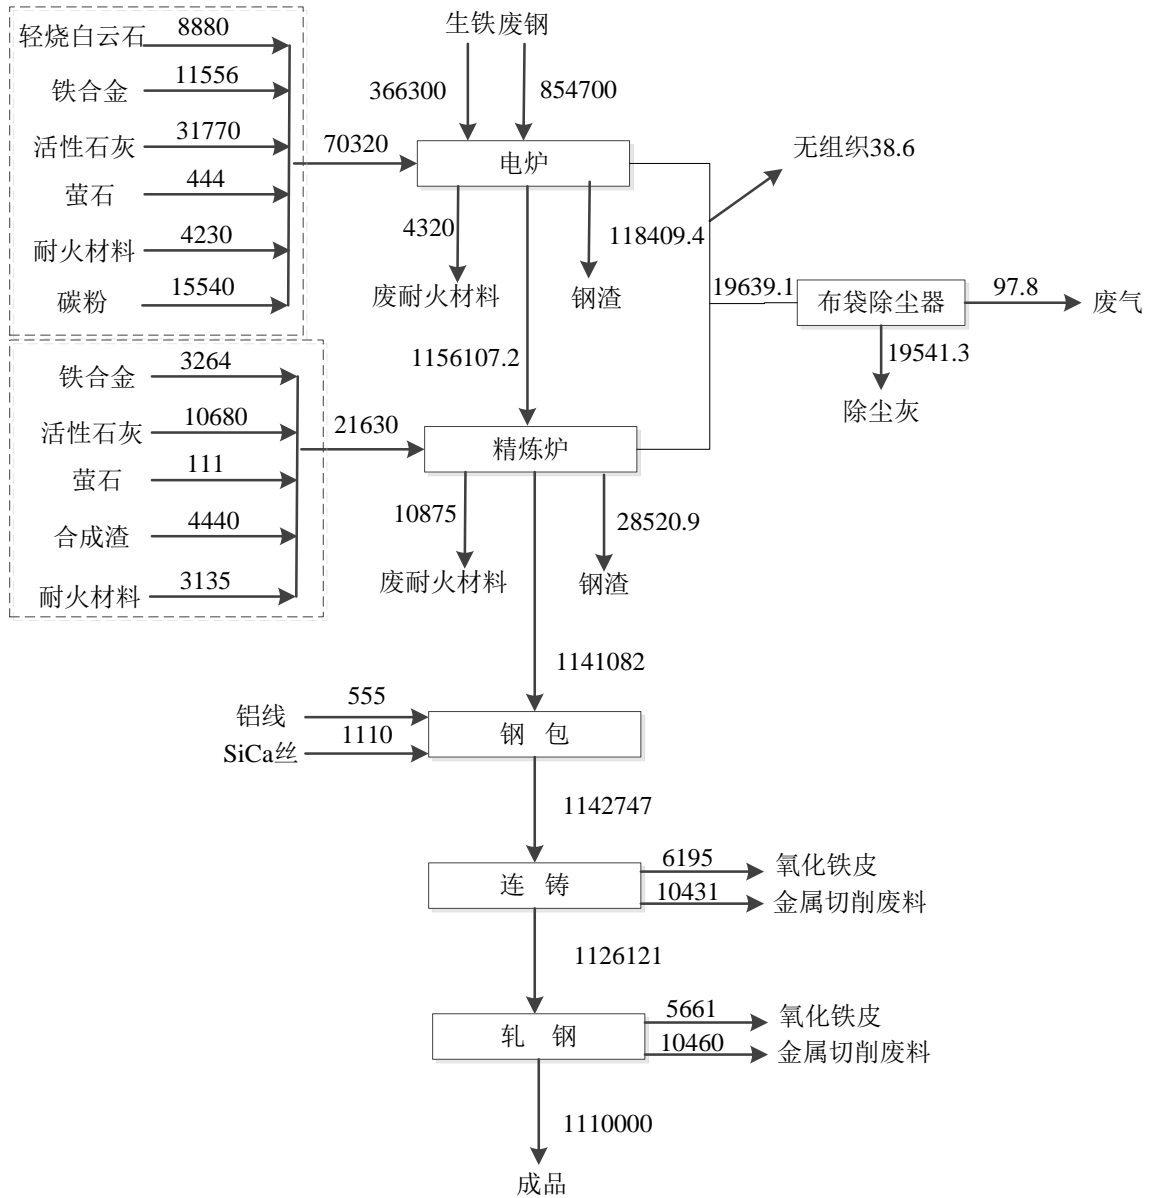 轻烧白云石 8880
铁合金 11556
活性石灰 31770
萤石 444
耐火材料 4230
碳粉 15540
70320
生铁 废钢
366300
854700
电炉
无组织38.6
4320
118409.4
废耐火材料
钢渣
19639.1
布袋除尘器
97.8
废气
19541.3
除尘灰
1156107.2
铁合金 3264
活性石灰 10680
萤石 111
合成渣 4440
耐火材料 3135
21630
精炼炉
10875
28520.9
废耐火材料
钢渣
1141082
铝线 555
SiCa丝 1110
钢 包
1142747
连 铸
6195 氧化铁皮
10431 金属切削废料
1126121
轧 钢
5661 氧化铁皮
10460 金属切削废料
1110000
成品